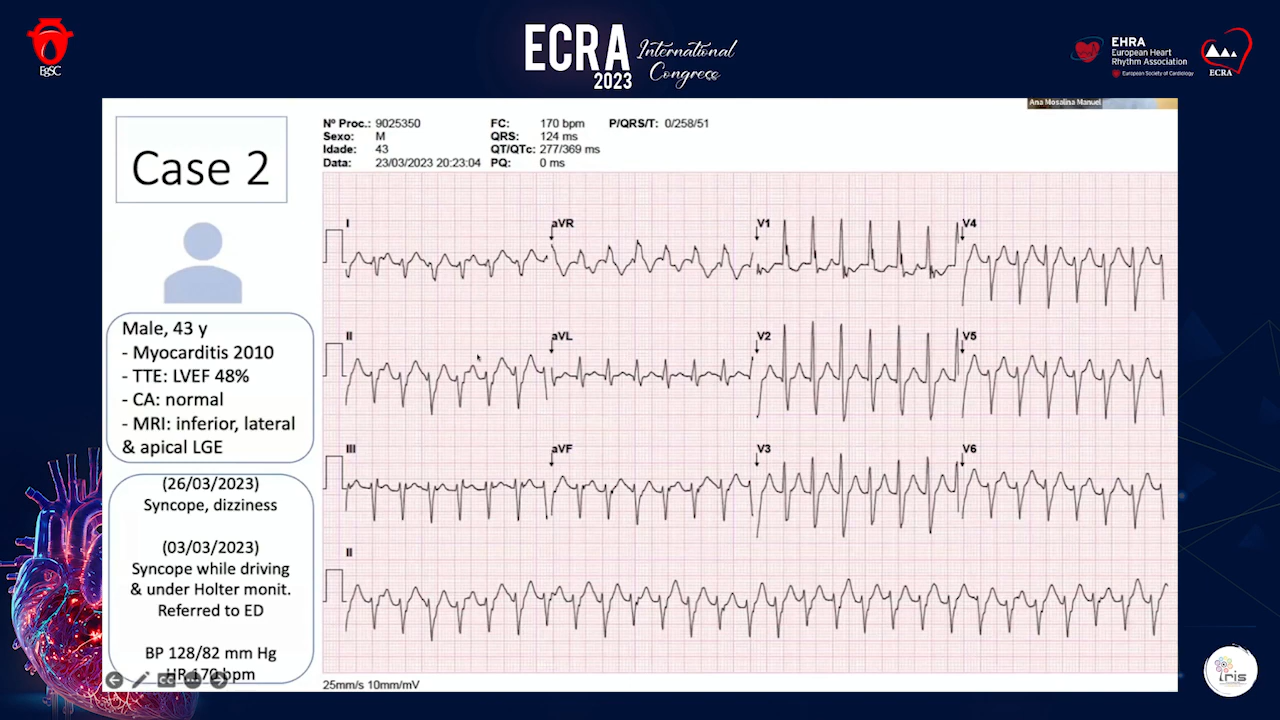 EgSC
ECRA
2023
International
Congress
EHRA
European Heart
Rhythm Association
European Society of Cardiology
ECRA
Ana Mosalina Manuel
Case 2
Male, 43 y
- Myocarditis 2010
- TTE: LVEF 48%
- CA: normal
- MRI: inferior, lateral
& apical LGE
(26/03/2023)
Syncope, dizziness
(03/03/2023)
Syncope while driving
& under Holter monit.
Referred to ED
BP 128/82 mm Hg
HR 170 bpm
Nº Proc.: 9025350 FC: 170 bpm P/QRS/T: 0/258/51
Sexo: M QRS: 124 ms
Idade: 43 QT/QTc: 277/369 ms
Data: 23/03/2023 20:23:04 PQ: 0 ms
I aVR V1 V4
II aVL V2 V5
III aVF V3 V6
II
25mm/s 10mm/mV
CC
iris